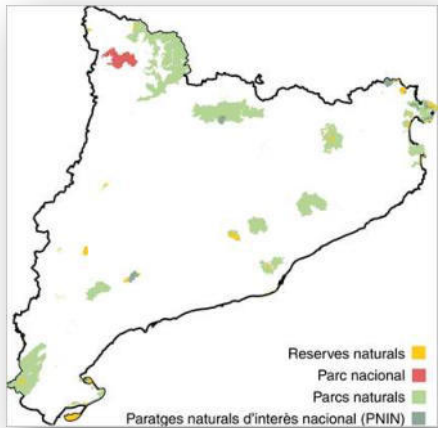 Reserves naturals
Parc nacional
Parcs naturals
Paratges naturals d'interès nacional (PNIN)